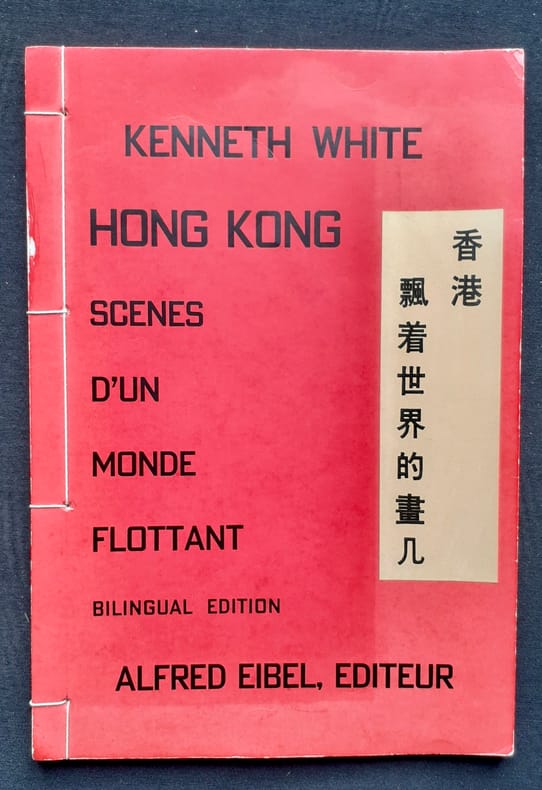 KENNETH WHITE
HONG KONG
SCENES
D'UN
MONDE
FLOTTANT
BILINGUAL EDITION
ALFRED EIBEL, EDITEUR
香港
飄着世界的畫几